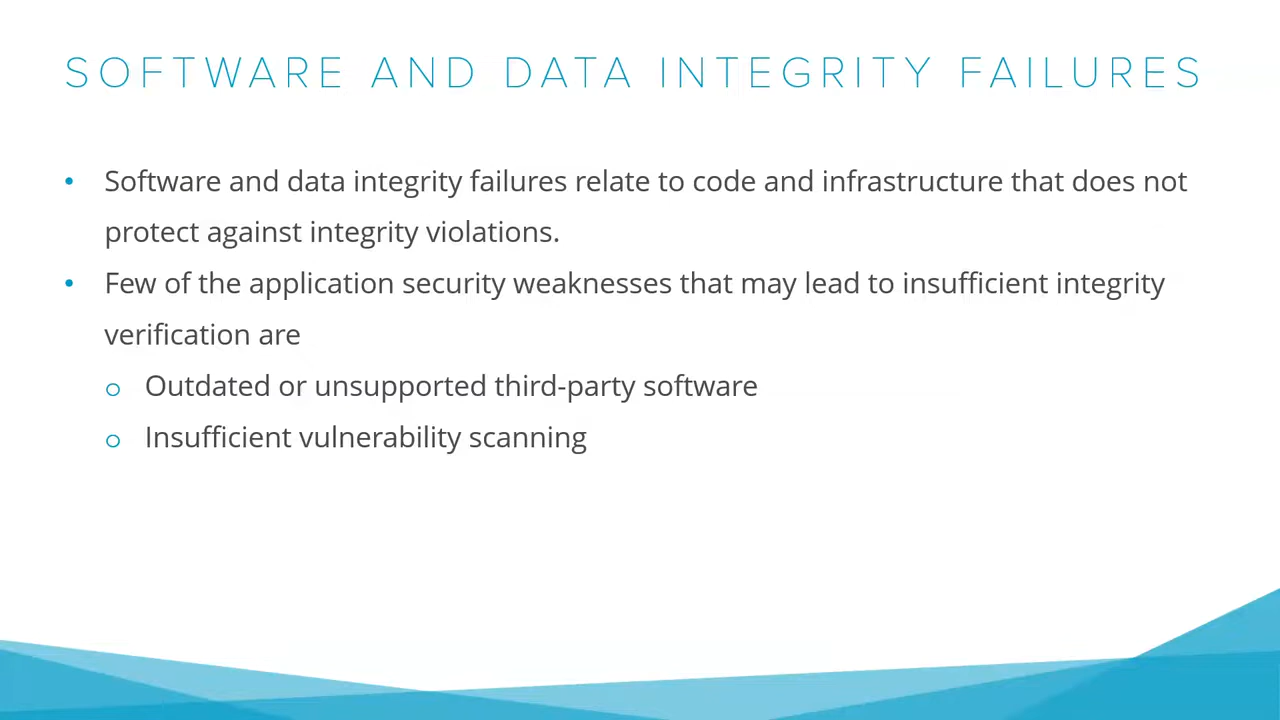 SOFTWARE AND DATA INTEGRITY FAILURES
• Software and data integrity failures relate to code and infrastructure that does not
protect against integrity violations.
• Few of the application security weaknesses that may lead to insufficient integrity
verification are
o Outdated or unsupported third-party software
o Insufficient vulnerability scanning